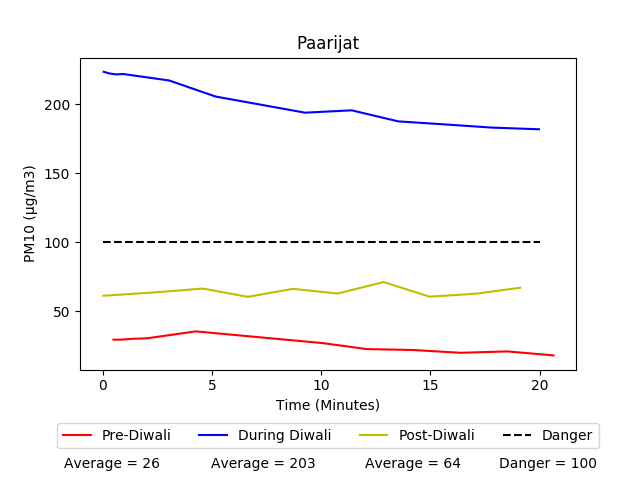 Paarijat
PM10 (µg/m3)
200
150
100
50
0 5 10 15 20
Time (Minutes)
Pre-Diwali During Diwali Post-Diwali Danger
Average = 26 Average = 203 Average = 64 Danger = 100